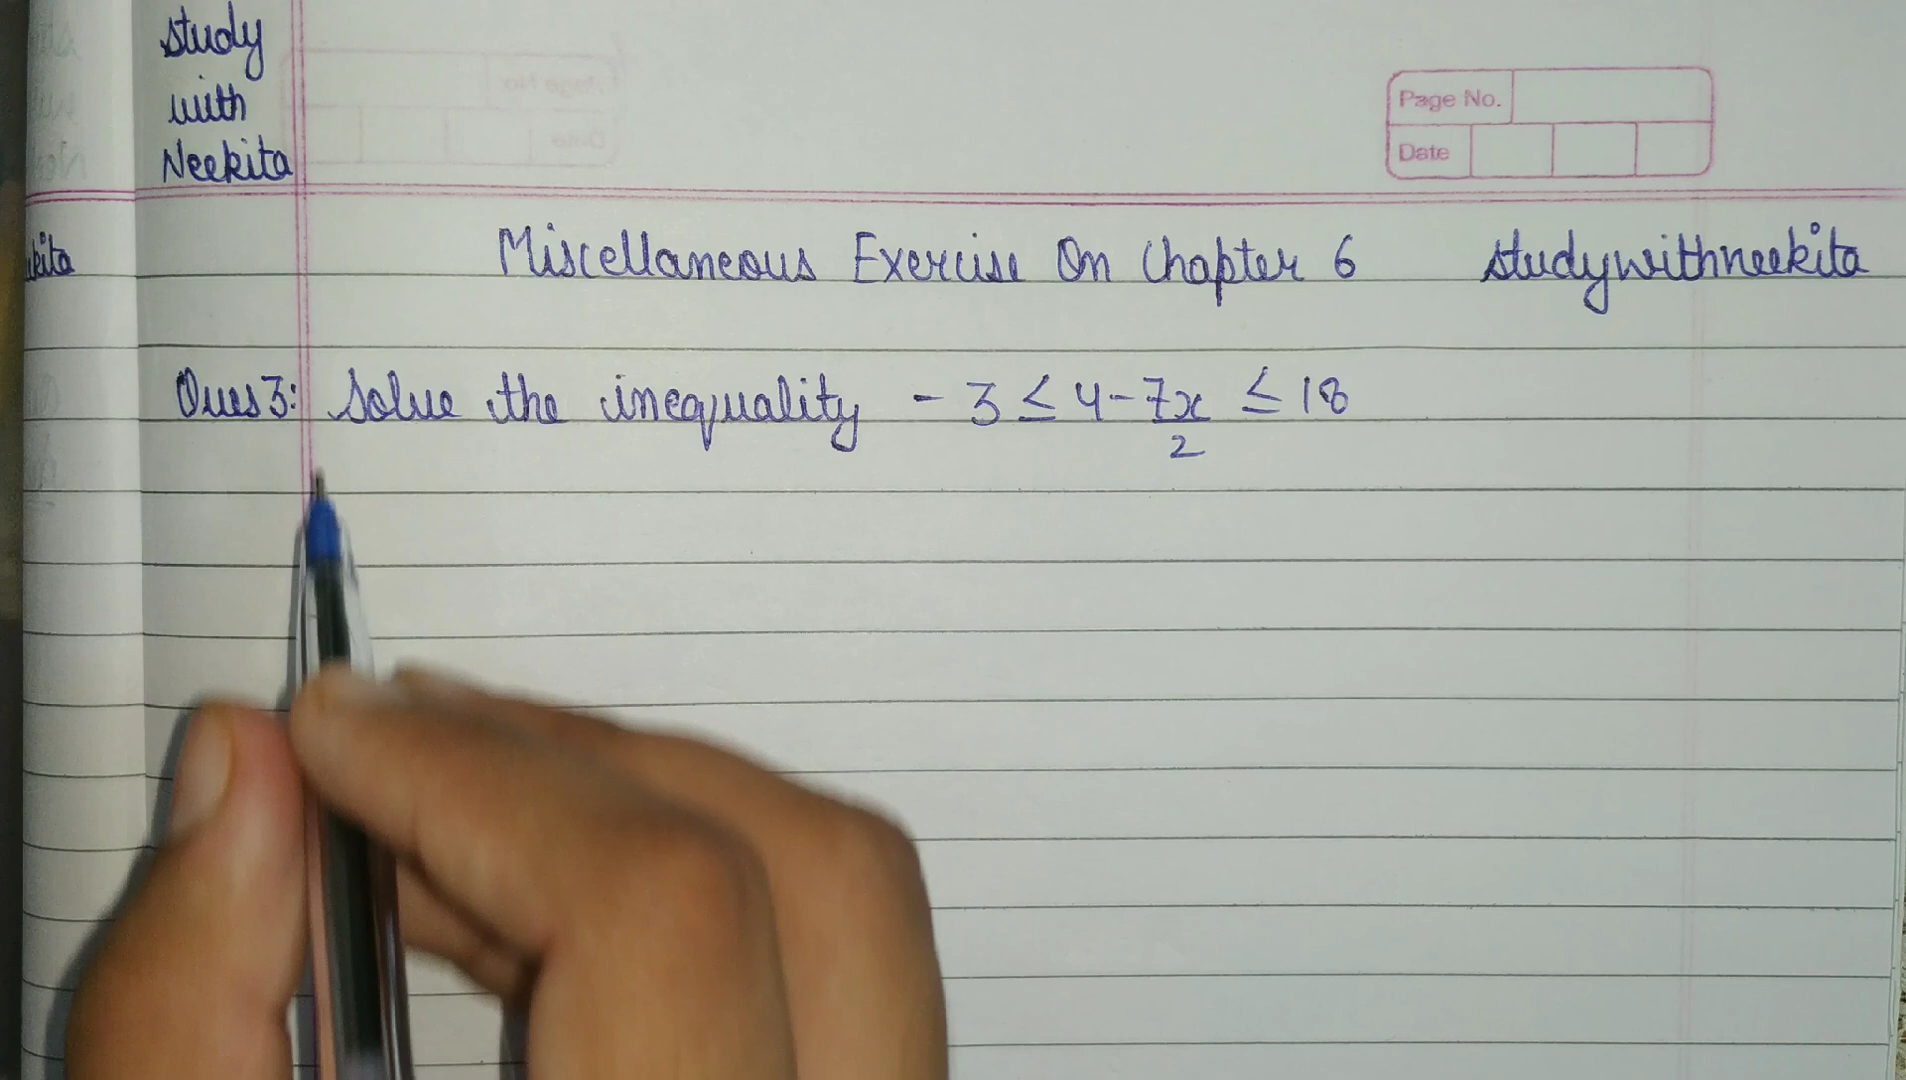 study
with
Neekita
Page No.
Date
Miscellaneous Exercise On Chapter 6 studywithneekita
Ques 3: Solve the inequality - 3 ≤ 4 - 7x/2 ≤ 18